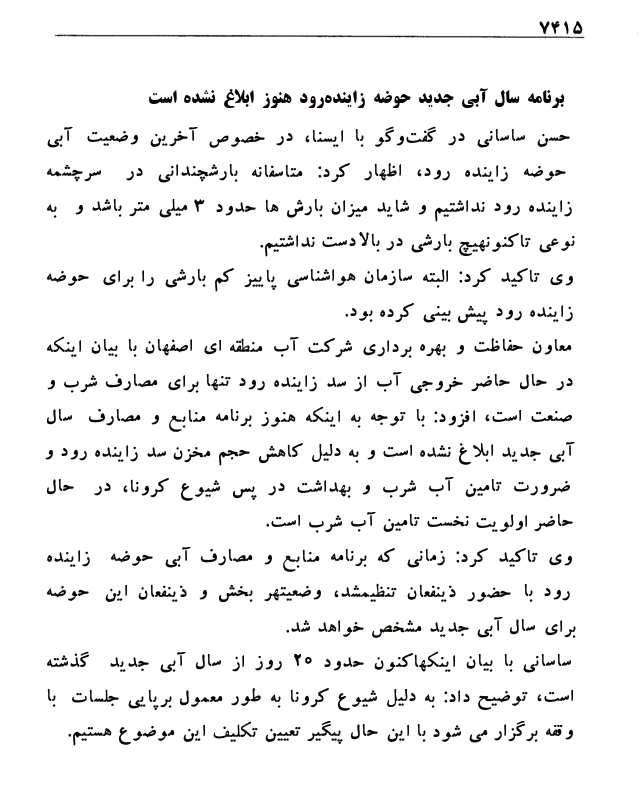 ۷۴۱۵
برنامه سال آبی جدید حوضه زاینده‌رود هنوز ابلاغ نشده است
حسن ساسانی در گفت‌وگو با ایسنا، در خصوص آخرین وضعیت آبی
حوضه زاینده رود، اظهار کرد: متاسفانه بارشچندانی در سرچشمه
زاینده رود نداشتیم و شاید میزان بارش ها حدود ۳ میلی متر باشد و به
نوعی تاکنونهیچ بارشی در بالادست نداشتیم.
وی تاکید کرد: البته سازمان هواشناسی پاییز کم بارشی را برای حوضه
زاینده رود پیش بینی کرده بود.
معاون حفاظت و بهره برداری شرکت آب منطقه ای اصفهان با بیان اینکه
در حال حاضر خروجی آب از سد زاینده رود تنها برای مصارف شرب و
صنعت است، افزود: با توجه به اینکه هنوز برنامه منابع و مصارف سال
آبی جدید ابلاغ نشده است و به دلیل کاهش حجم مخزن سد زاینده رود و
ضرورت تامین آب شرب و بهداشت در پس شیوع کرونا، در حال
حاضر اولویت نخست تامین آب شرب است.
وی تاکید کرد: زمانی که برنامه منابع و مصارف آبی حوضه زاینده
رود با حضور ذینفعان تنظیمشد، وضعیتهر بخش و ذینفعان این حوضه
برای سال آبی جدید مشخص خواهد شد.
ساسانی با بیان اینکهاکنون حدود ۲۰ روز از سال آبی جدید گذشته
است، توضیح داد: به دلیل شیوع کرونا به طور معمول برپایی جلسات با
وقفه برگزار می شود با این حال پیگیر تعیین تکلیف این موضوع هستیم.